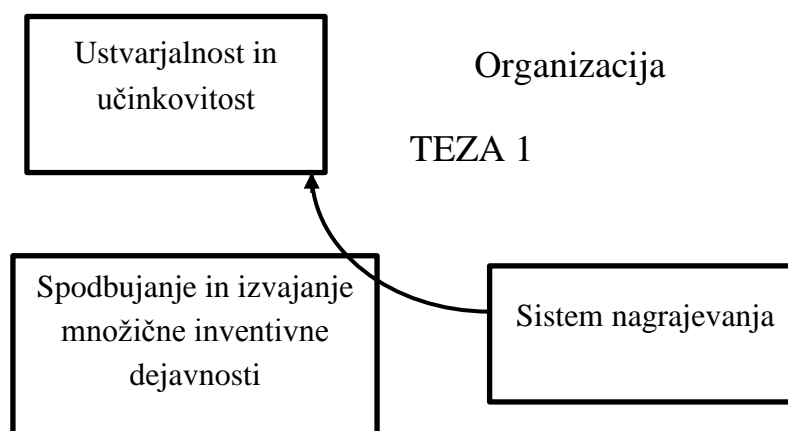 Ustvarjalnost in
učinkovitost
Organizacija
TEZA 1
Spodbujanje in izvajanje
množične inventivne
dejavnosti
Sistem nagrajevanja